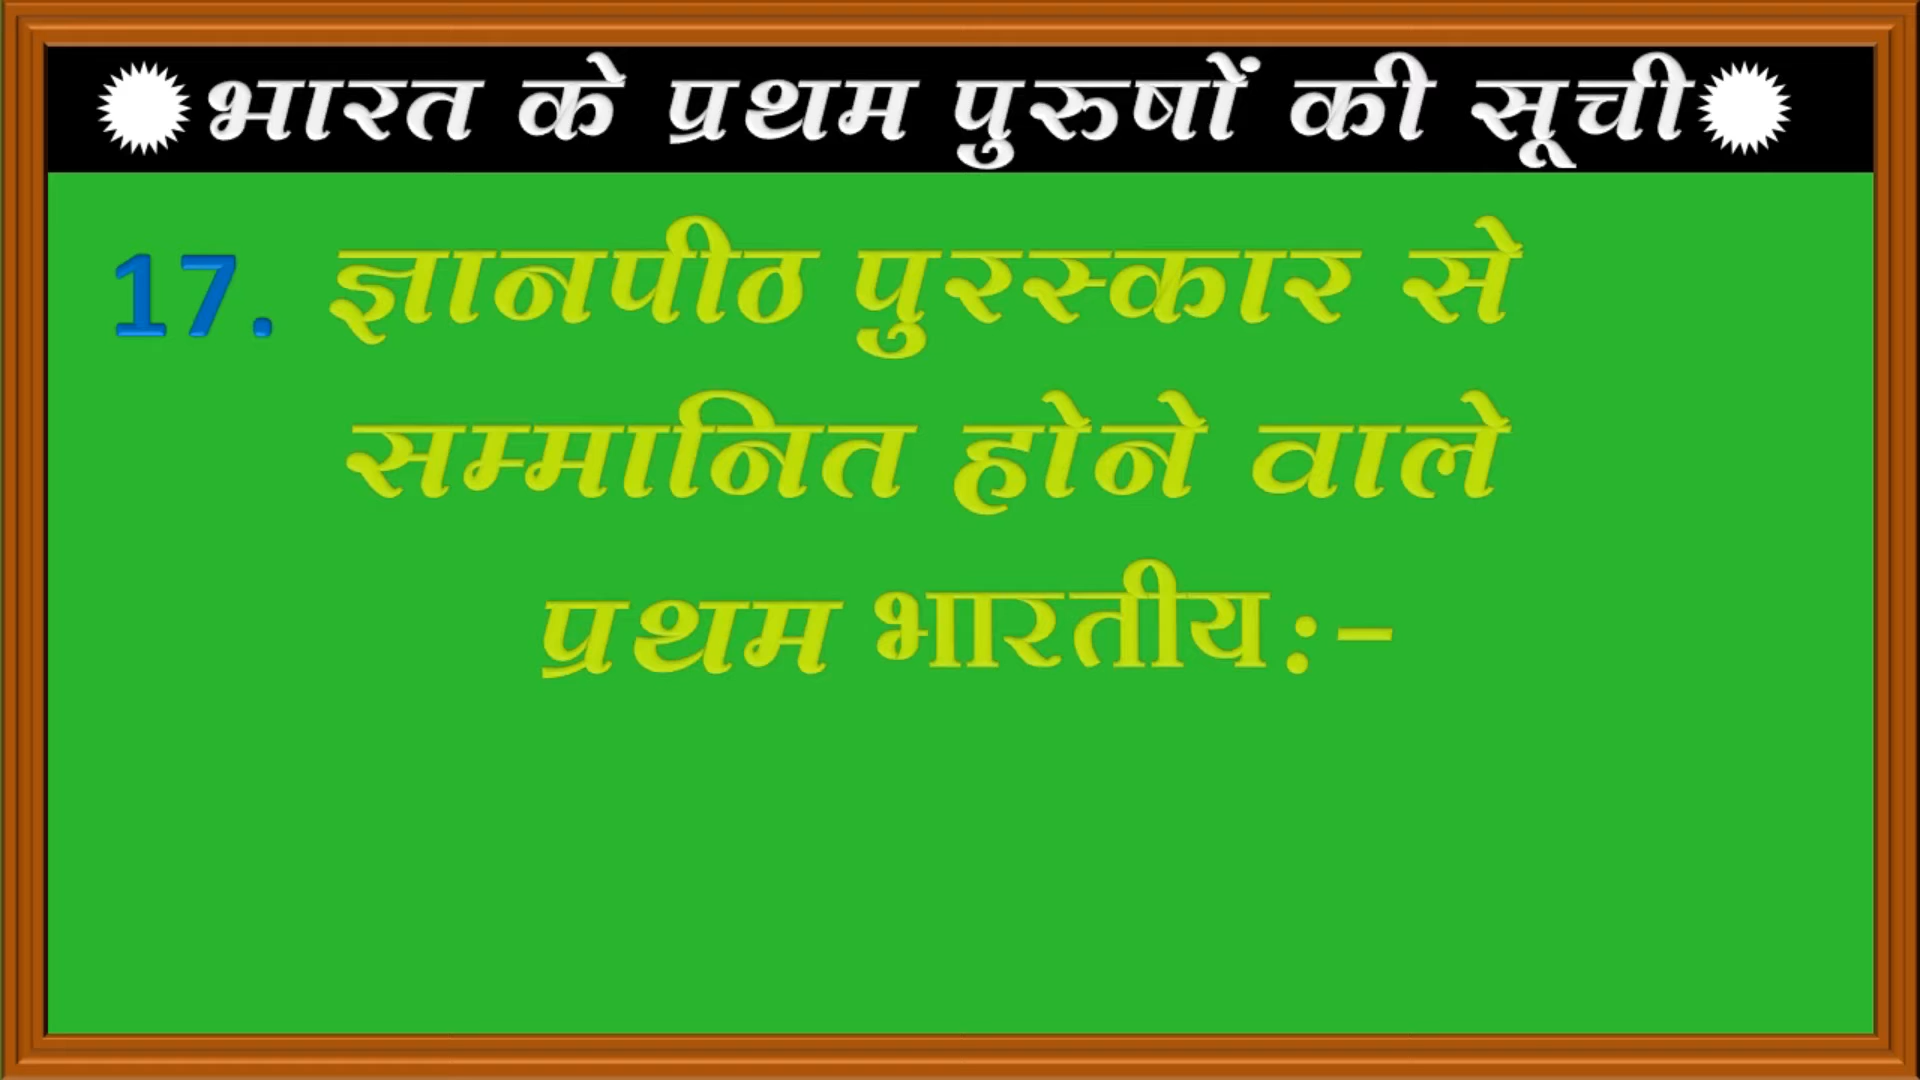 भारत के प्रथम पुरुषों की सूची
17. ज्ञानपीठ पुरस्कार से
सम्मानित होने वाले
प्रथम भारतीय:-